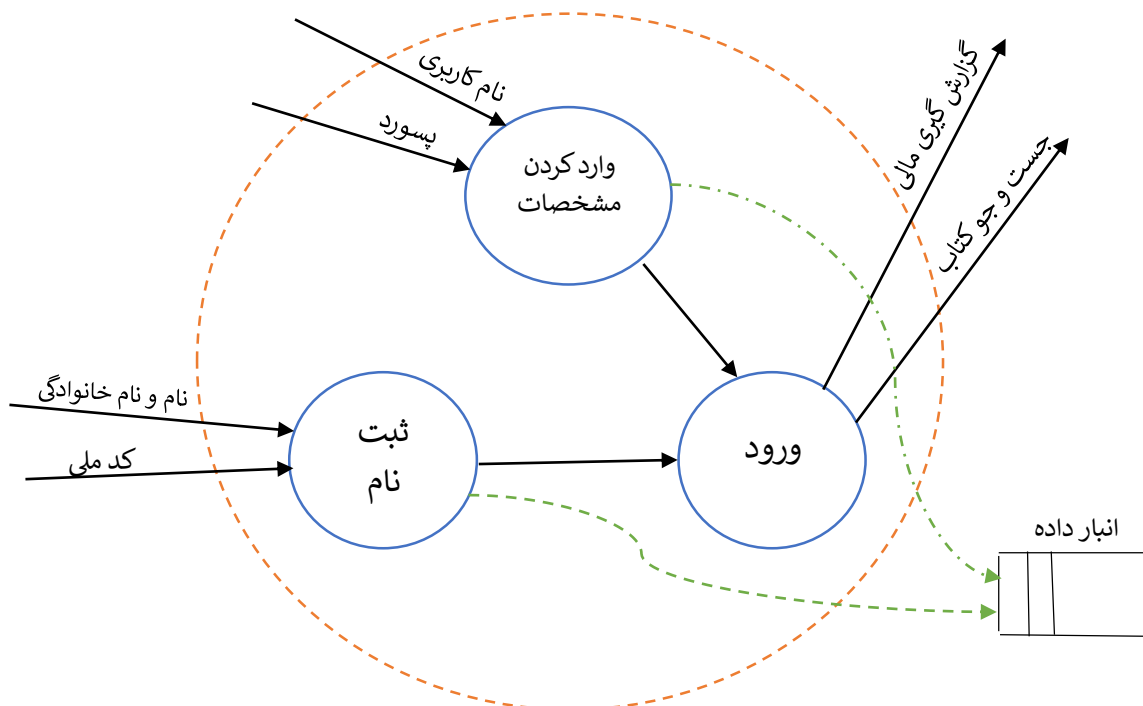 نام کاربری
پسورد
وارد کردن
مشخصات
گزارش گیری مالی
جست و جو کتاب
نام و نام خانوادگی
کد ملی
ثبت
نام
ورود
انبار داده